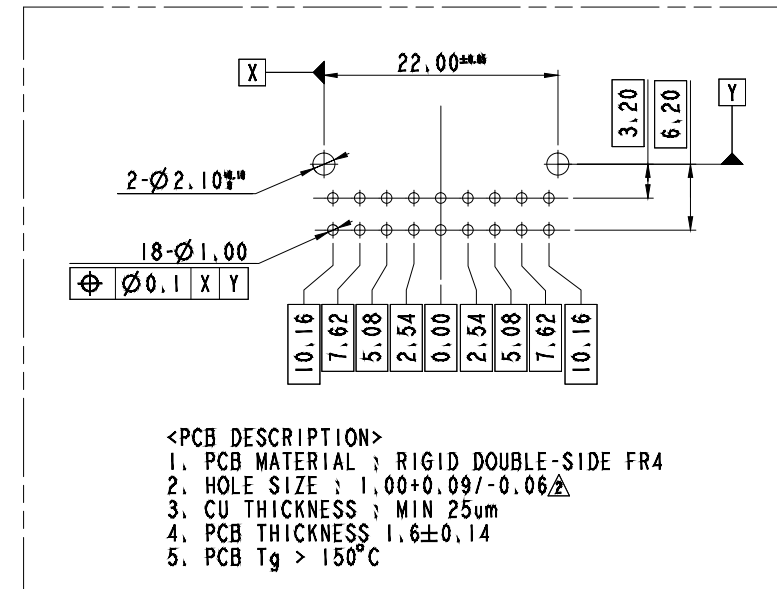 X
22.00±0.05
3.20
6.20
Y
2-Ø2.10
18-Ø1.00
⌖ Ø0.1 X Y
10.16
7.62
5.08
2.54
0.00
2.54
5.08
7.62
10.16
<PCB DESCRIPTION>
1. PCB MATERIAL ; RIGID DOUBLE-SIDE FR4
2. HOLE SIZE ; 1.00+0.09/-0.06 2
3. CU THICKNESS ; MIN 25um
4. PCB THICKNESS 1.6±0.14
5. PCB Tg > 150°C